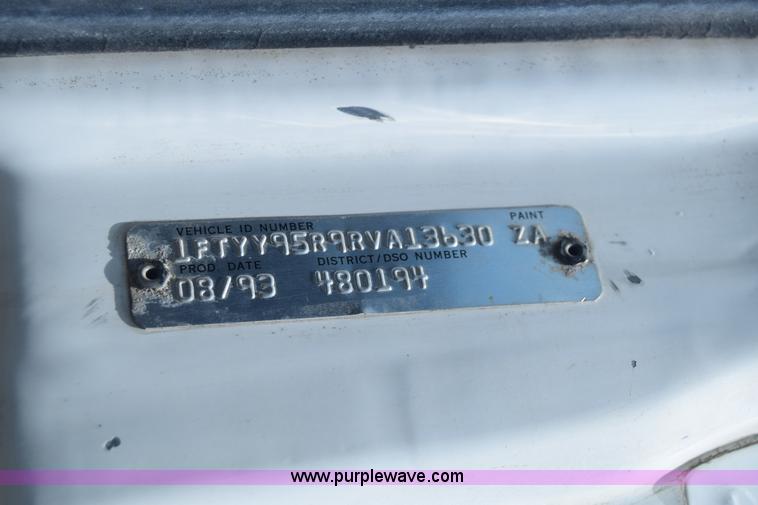 VEHICLE ID NUMBER PAINT
1FTYY95R9RVA13630 ZA
PROD. DATE DISTRICT/DSO NUMBER
08/93 480194
www.purplewave.com